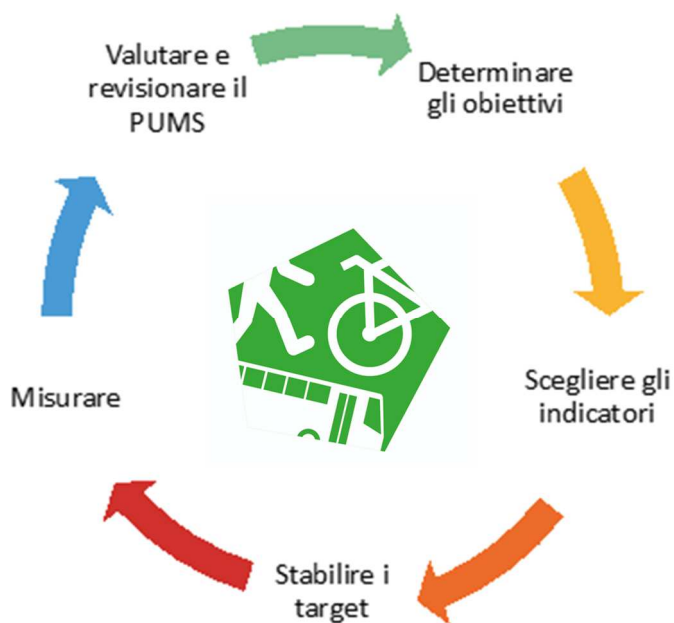 Valutare e
revisionare il
PUMS
Determinare
gli obiettivi
Scegliere gli
indicatori
Stabilire i
target
Misurare